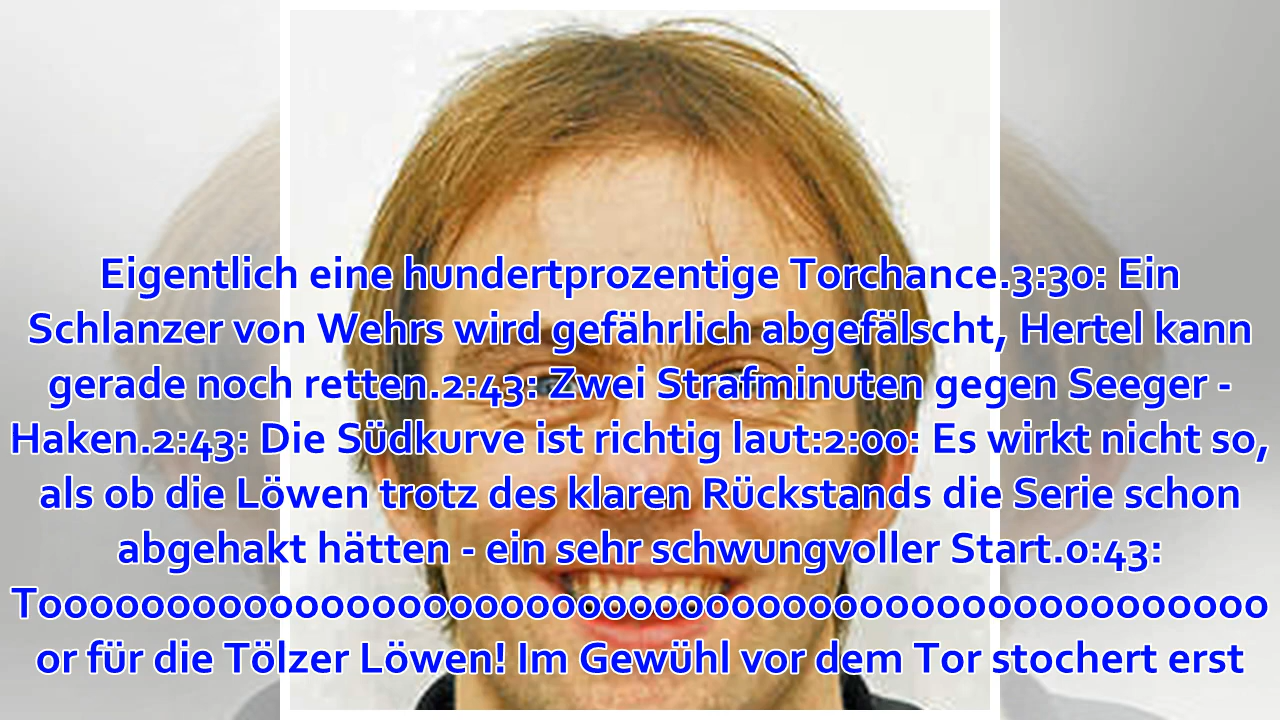 Eigentlich eine hundertprozentige Torchance.3:30: Ein
Schlanzer von Wehrs wird gefährlich abgefälscht, Hertel kann
gerade noch retten.2:43: Zwei Strafminuten gegen Seeger -
Haken.2:43: Die Südkurve ist richtig laut:2:00: Es wirkt nicht so,
als ob die Löwen trotz des klaren Rückstands die Serie schon
abgehakt hätten - ein sehr schwungvoller Start.0:43:
Tooooooooooooooooooooooooooooooooooooooooooooooooo
or für die Tölzer Löwen! Im Gewühl vor dem Tor stochert erst